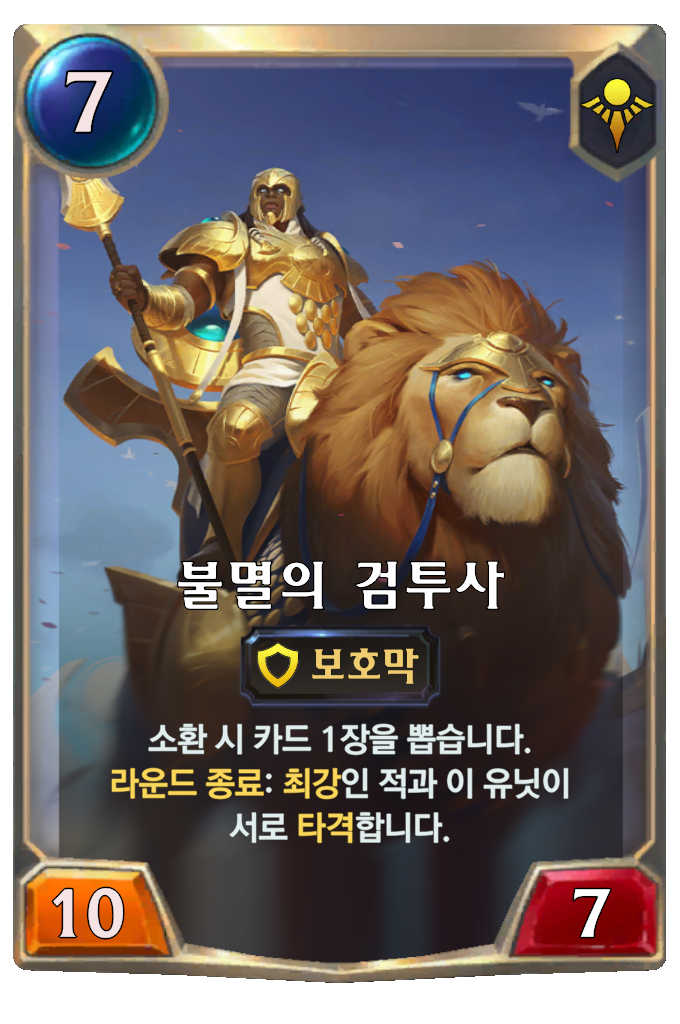 7
불멸의 검투사
보호막
소환 시 카드 1장을 뽑습니다.
라운드 종료: 최강인 적과 이 유닛이
서로 타격합니다.
10
7